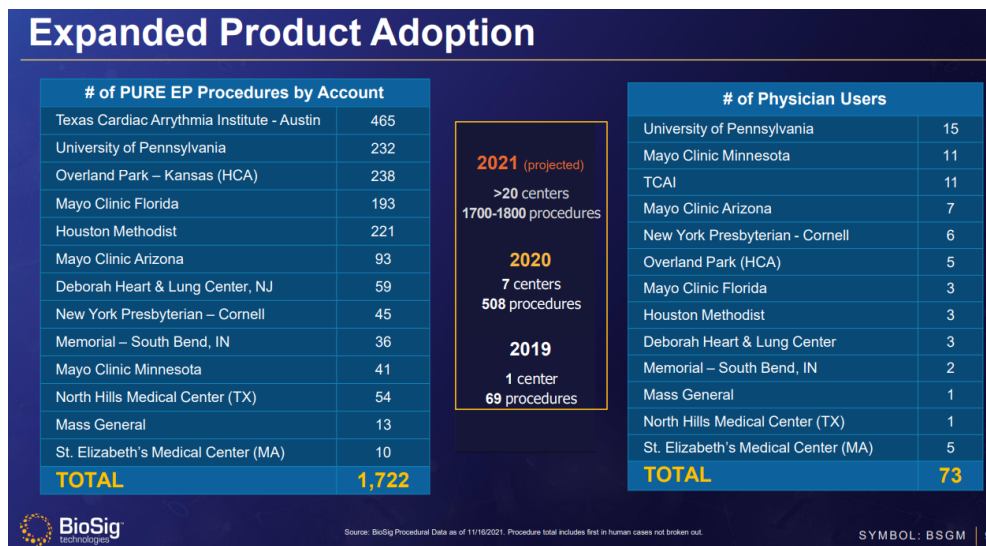 Expanded Product Adoption
# of PURE EP Procedures by Account
Texas Cardiac Arrythmia Institute - Austin 465
University of Pennsylvania 232
Overland Park – Kansas (HCA) 238
Mayo Clinic Florida 193
Houston Methodist 221
Mayo Clinic Arizona 93
Deborah Heart & Lung Center, NJ 59
New York Presbyterian – Cornell 45
Memorial – South Bend, IN 36
Mayo Clinic Minnesota 41
North Hills Medical Center (TX) 54
Mass General 13
St. Elizabeth's Medical Center (MA) 10
TOTAL 1,722
2021 (projected)
>20 centers
1700-1800 procedures
2020
7 centers
508 procedures
2019
1 center
69 procedures
# of Physician Users
University of Pennsylvania 15
Mayo Clinic Minnesota 11
TCAI 11
Mayo Clinic Arizona 7
New York Presbyterian - Cornell 6
Overland Park (HCA) 5
Mayo Clinic Florida 3
Houston Methodist 3
Deborah Heart & Lung Center 3
Memorial – South Bend, IN 2
Mass General 1
North Hills Medical Center (TX) 1
St. Elizabeth's Medical Center (MA) 5
TOTAL 73
BioSig
technologies
Source: BioSig Procedural Data as of 11/16/2021. Procedure total includes first in human cases not broken out.
SYMBOL: BSGM